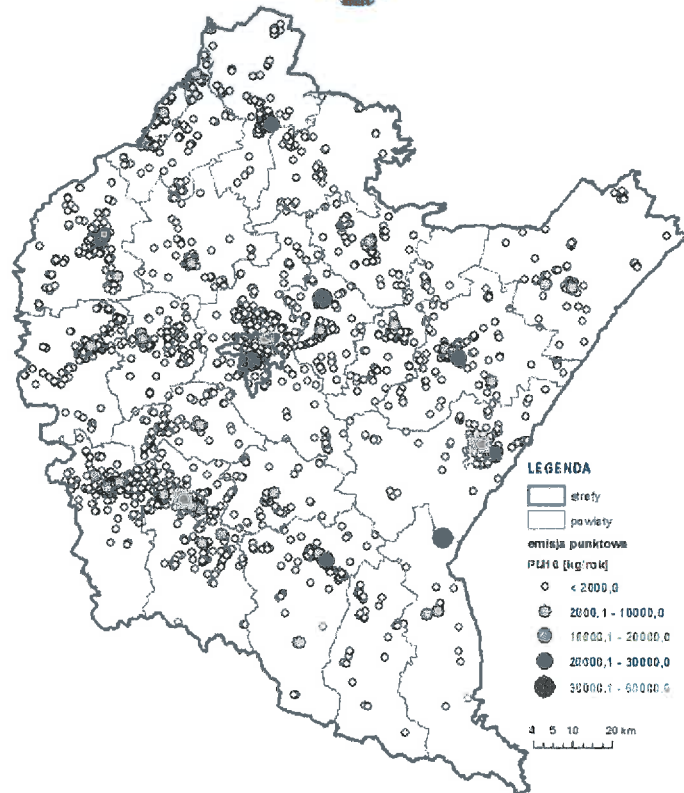 LEGENDA
strefy
powiaty
emisja punktowa
PM10 [kg/rok]
< 2000,0
2000,1 - 10000,0
10000,1 - 20000,0
20000,1 - 30000,0
30000,1 - 60000,0
5 10 20 km